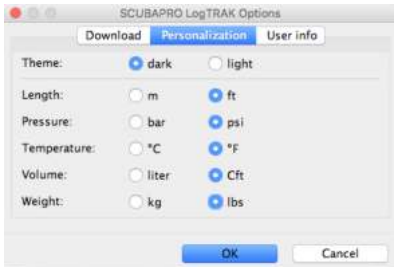 SCUBAPRO LogTRAK Options
Download Personalization User info
Theme: dark light
Length: m ft
Pressure: bar psi
Temperature: °C °F
Volume: liter Cft
Weight: kg lbs
OK Cancel